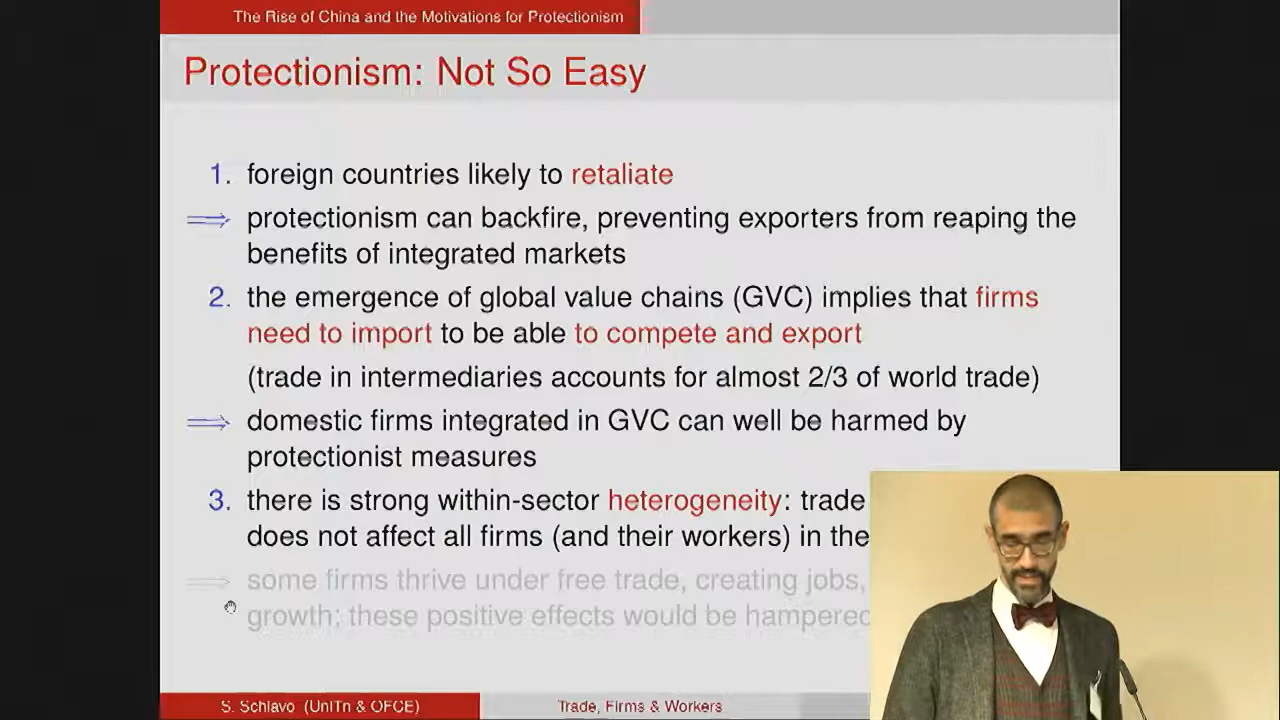 The Rise of China and the Motivations for Protectionism
Protectionism: Not So Easy
1. foreign countries likely to retaliate
⟹ protectionism can backfire, preventing exporters from reaping the
benefits of integrated markets
2. the emergence of global value chains (GVC) implies that firms
need to import to be able to compete and export
(trade in intermediaries accounts for almost 2/3 of world trade)
⟹ domestic firms integrated in GVC can well be harmed by
protectionist measures
3. there is strong within-sector heterogeneity: trade
does not affect all firms (and their workers) in the
⟹ some firms thrive under free trade, creating jobs,
growth; these positive effects would be hampered
S. Schiavo (UniTn & OFCE)
Trade, Firms & Workers